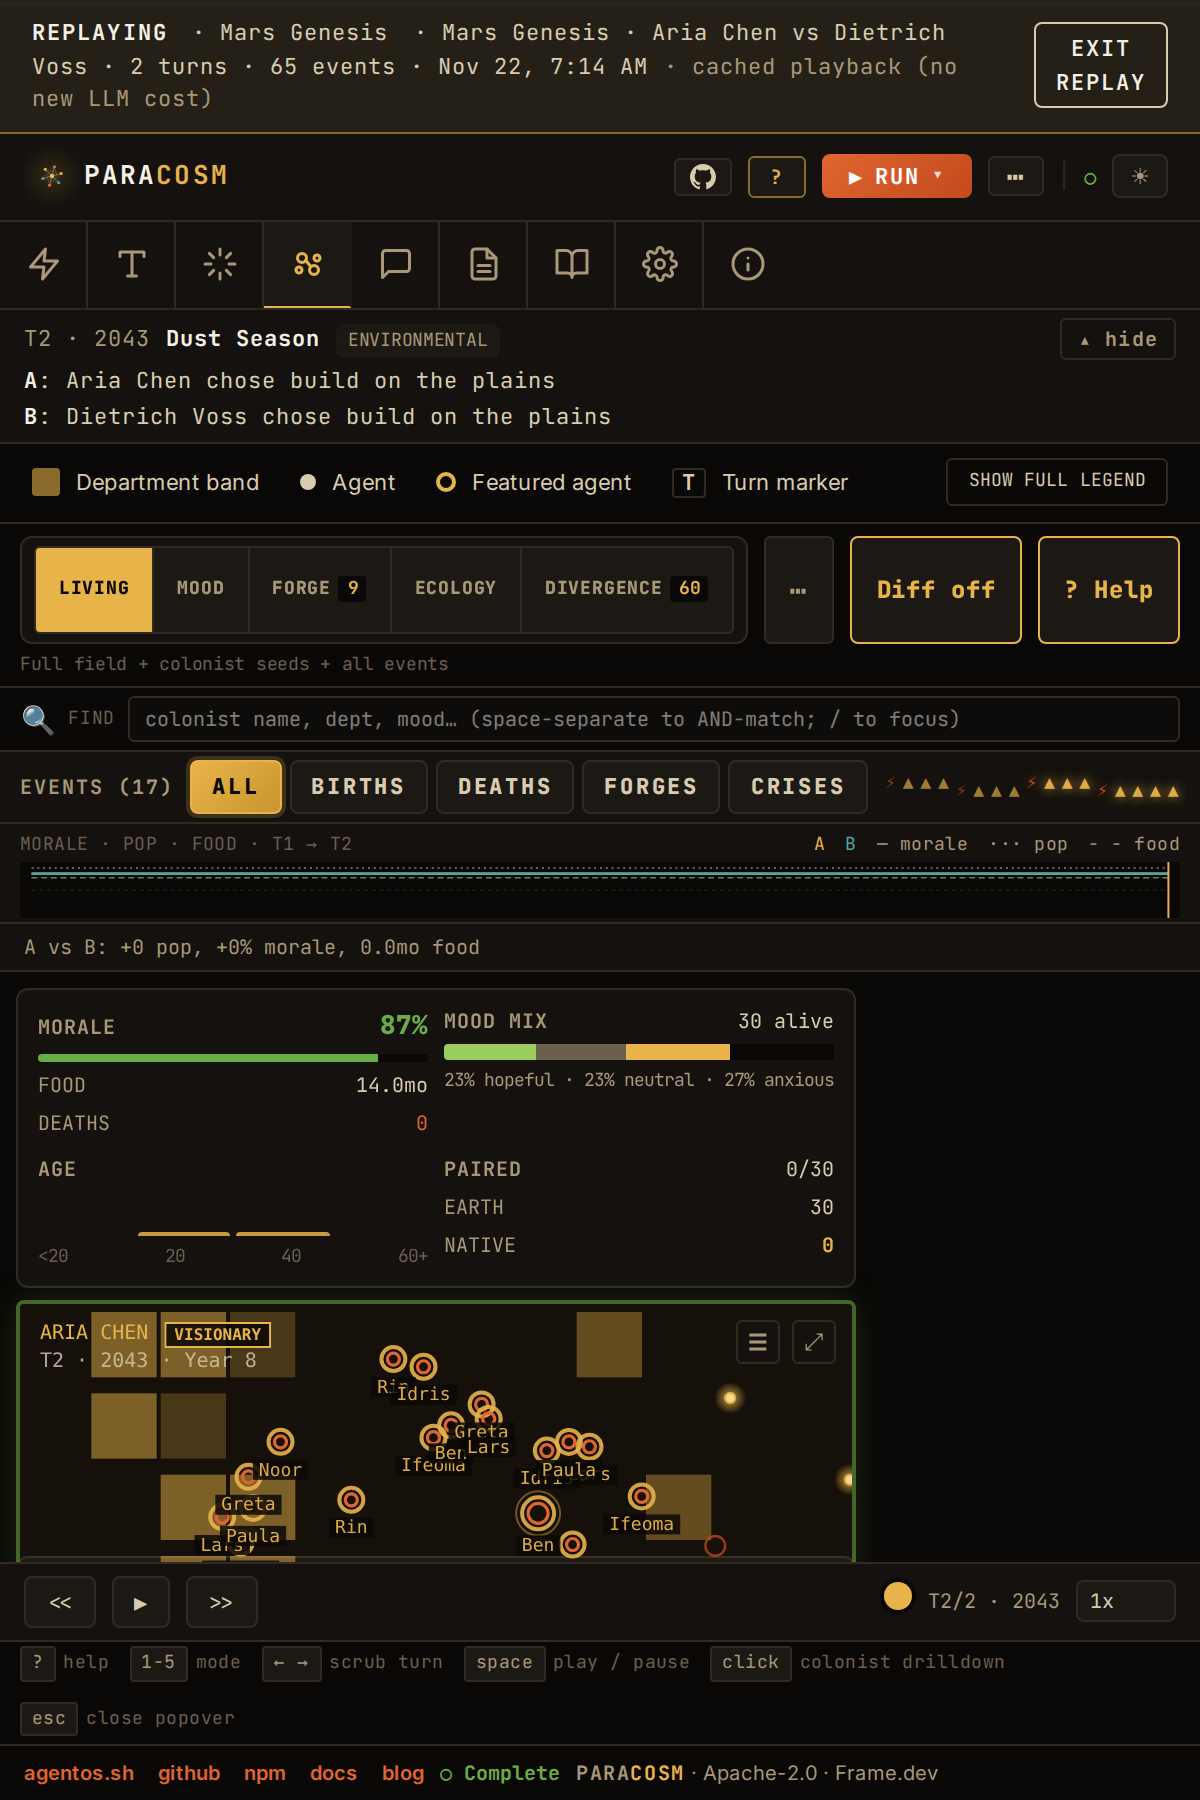 REPLAYING · Mars Genesis · Mars Genesis · Aria Chen vs Dietrich
Voss · 2 turns · 65 events · Nov 22, 7:14 AM · cached playback (no
new LLM cost)
EXIT
REPLAY
PARACOSM
?
▶ RUN ▼
⋯
T2 · 2043 Dust Season ENVIRONMENTAL
▴ hide
A: Aria Chen chose build on the plains
B: Dietrich Voss chose build on the plains
Department band
Agent
Featured agent
T Turn marker
SHOW FULL LEGEND
LIVING
MOOD
FORGE 9
ECOLOGY
DIVERGENCE 60
⋯
Diff off
? Help
Full field + colonist seeds + all events
FIND
colonist name, dept, mood… (space-separate to AND-match; / to focus)
EVENTS (17)
ALL
BIRTHS
DEATHS
FORGES
CRISES
MORALE · POP · FOOD · T1 → T2
A B — morale ··· pop - - food
A vs B: +0 pop, +0% morale, 0.0mo food
MORALE 87%
FOOD 14.0mo
DEATHS 0
MOOD MIX 30 alive
23% hopeful · 23% neutral · 27% anxious
AGE
<20 20 40 60+
PAIRED 0/30
EARTH 30
NATIVE 0
ARIA CHEN VISIONARY
T2 · 2043 · Year 8
Idris
Greta
Lars
Ben
Ifeoma
Noor
Paula
Greta
Rin
Ifeoma
Paula
Ben
<<
▶
>>
T2/2 · 2043
1x
? help 1-5 mode ← → scrub turn space play / pause click colonist drilldown
esc close popover
agentos.sh github npm docs blog ○ Complete PARACOSM · Apache-2.0 · Frame.dev